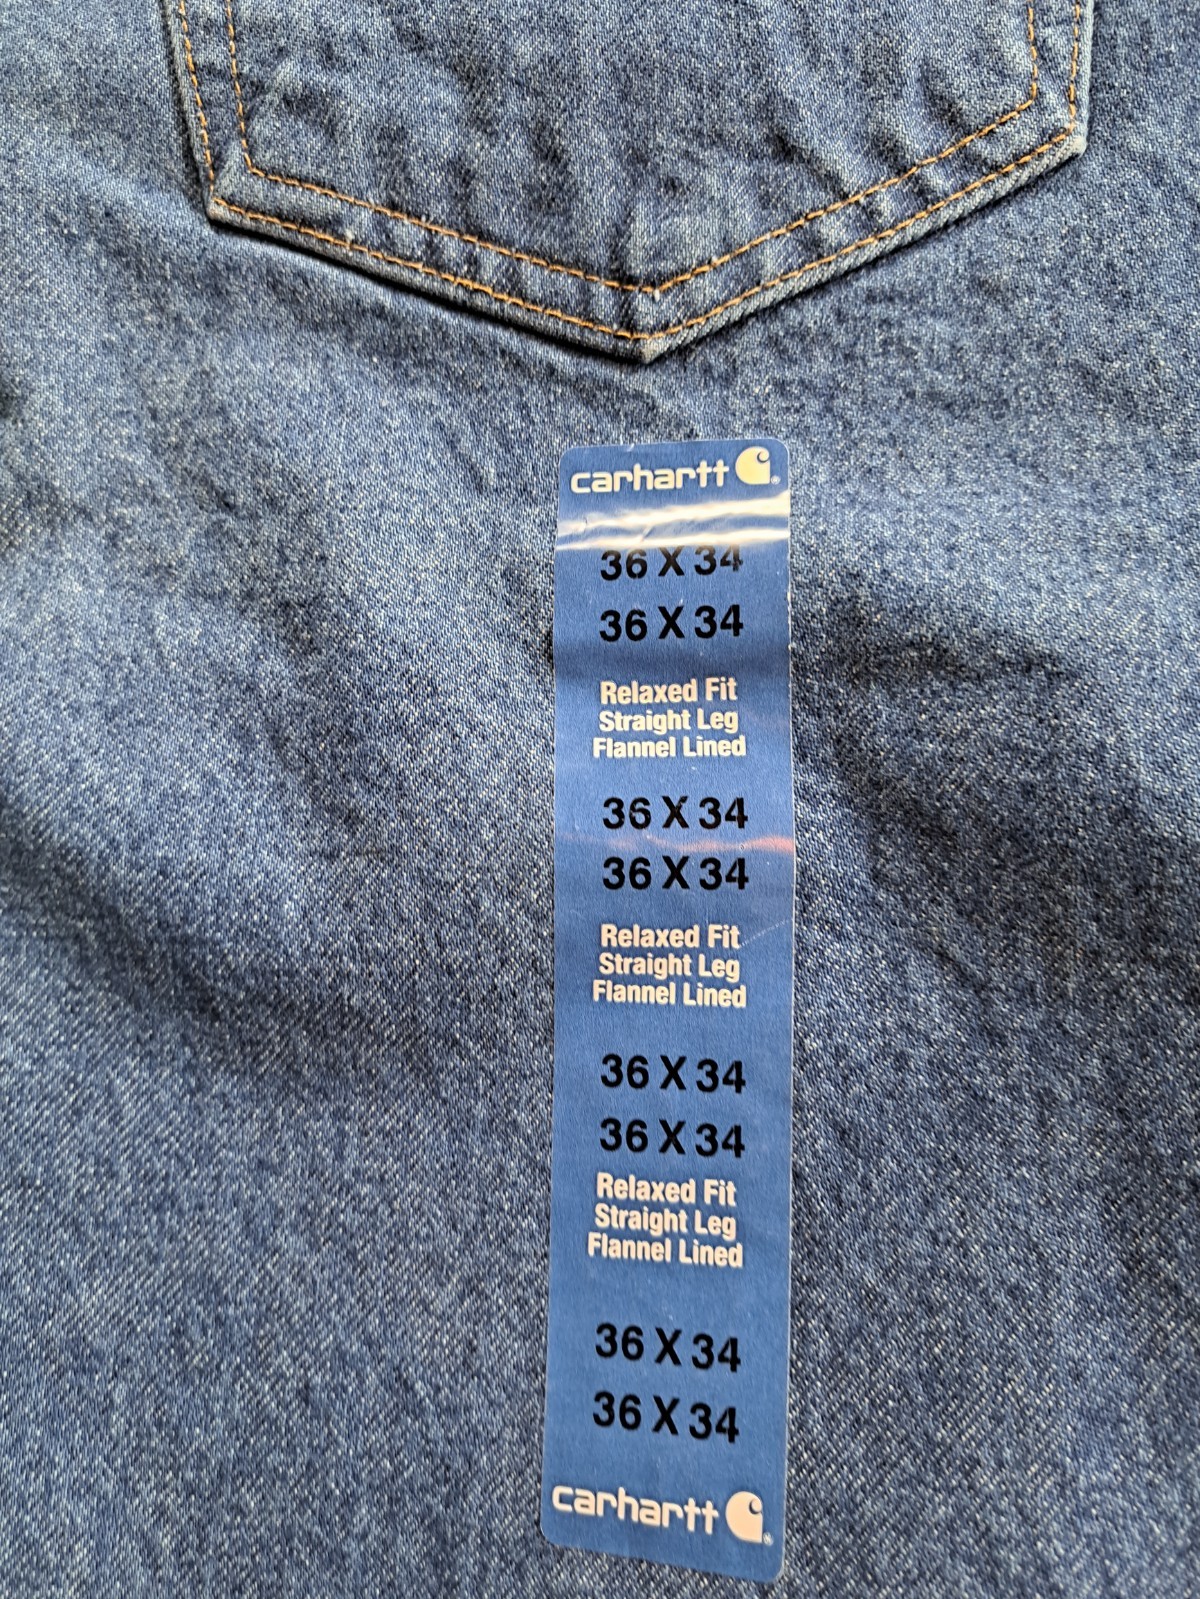 carhartt
36 X 34
36 X 34
Relaxed Fit
Straight Leg
Flannel Lined
36 X 34
36 X 34
Relaxed Fit
Straight Leg
Flannel Lined
36 X 34
36 X 34
Relaxed Fit
Straight Leg
Flannel Lined
36 X 34
36 X 34
carhartt